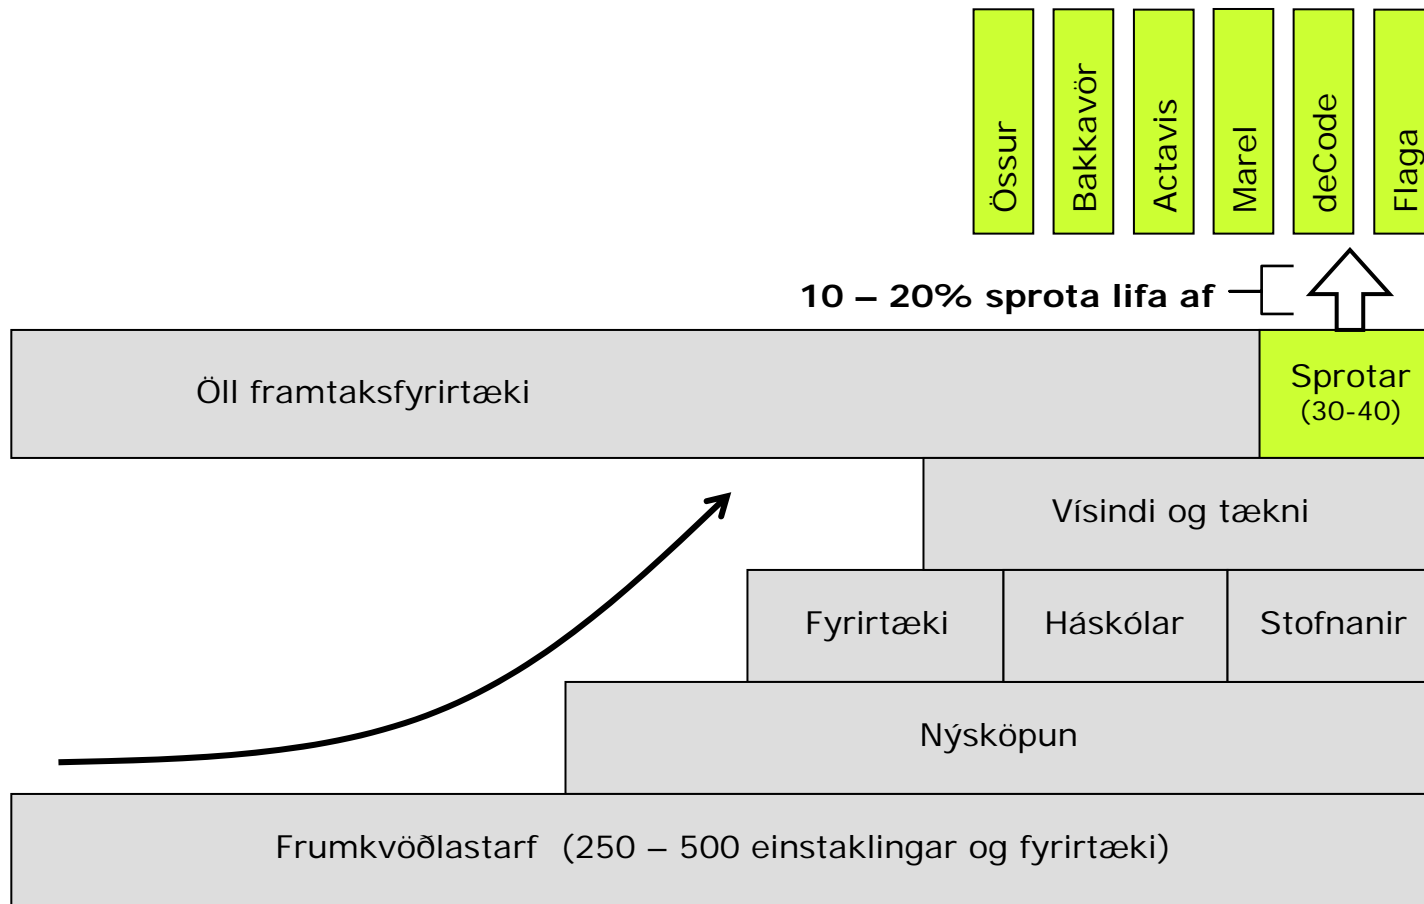 Össur
Bakkavör
Actavis
Marel
deCode
Flaga
10 – 20% sprota lifa af
Öll framtaksfyrirtæki
Sprotar
(30-40)
Vísindi og tækni
Fyrirtæki
Háskólar
Stofnanir
Nýsköpun
Frumkvöðlastarf (250 – 500 einstaklingar og fyrirtæki)